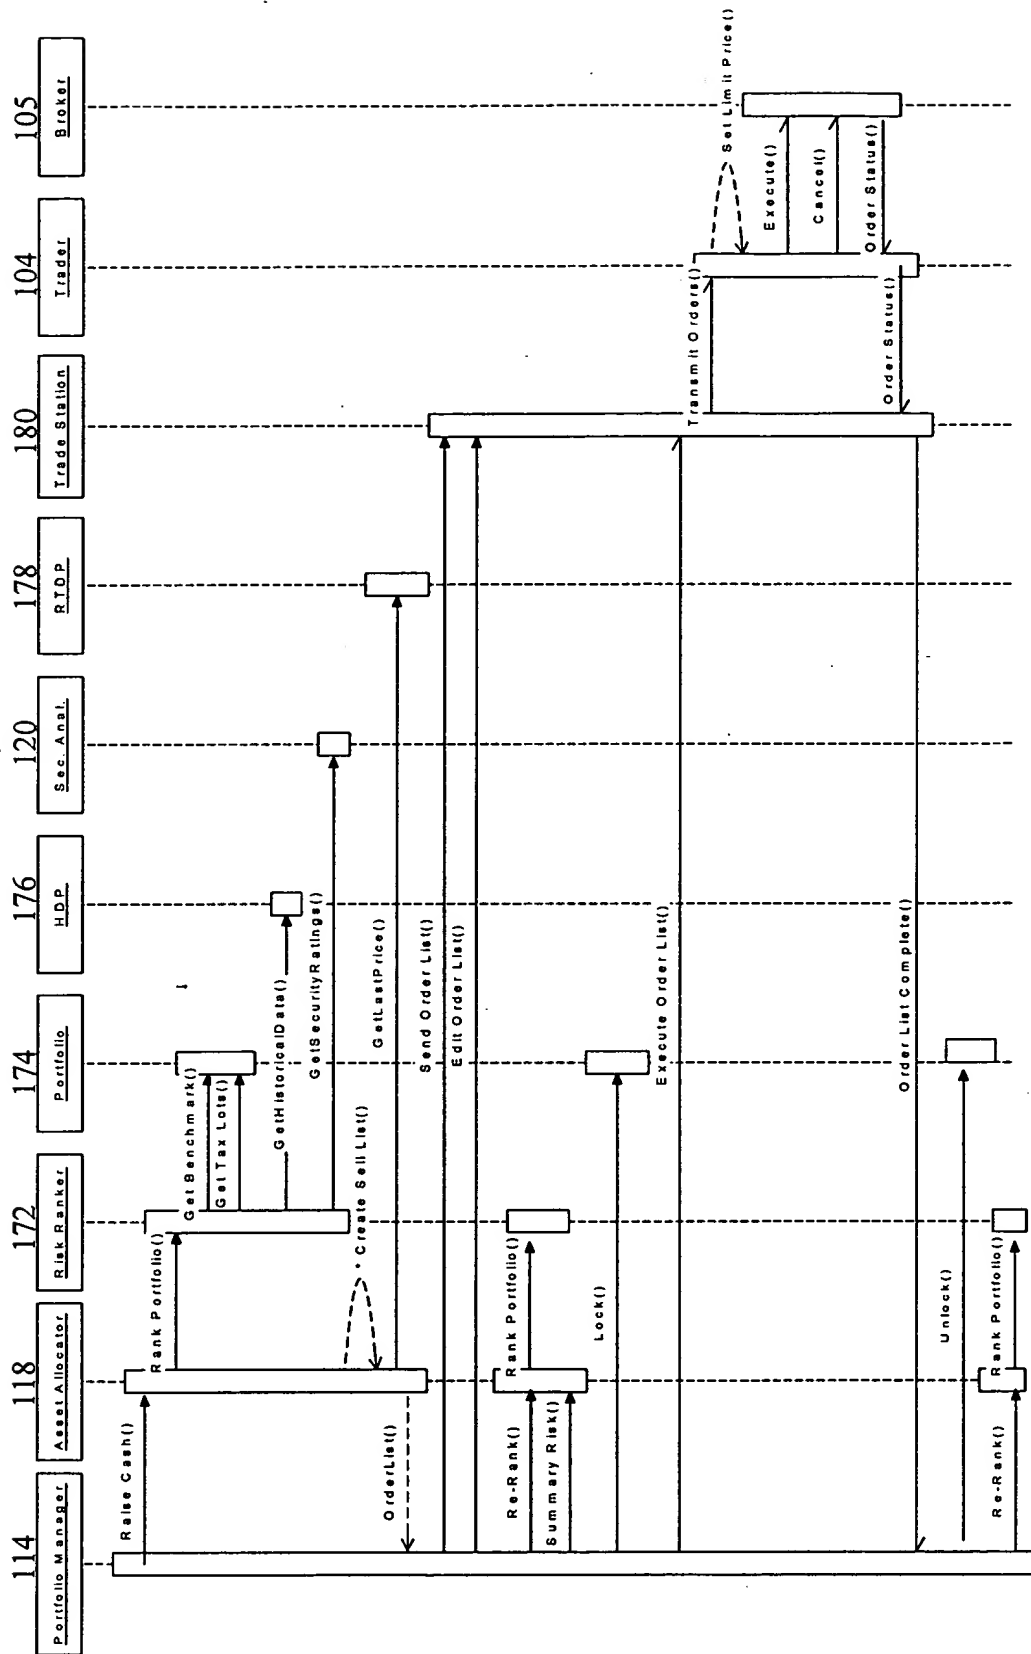 114
Portfolio Manager
118
Asset Allocator
172
Risk Ranker
174
Portfolio
176
HDP
120
Sec. Anal.
178
RTDP
180
Trade Station
104
Trader
105
Broker
Raise Cash()
Rank Portfolio()
Get Benchmark()
Get Tax Lots()
GetHistoricalData()
GetSecurityRatings()
* Create Sell List()
GetLastPrice()
OrderList()
Send Order List()
Edit Order List()
Re-Rank()
Rank Portfolio()
Summary Risk()
Lock()
Execute Order List()
Transmit Orders()
Set Limit Price()
Execute()
Cancel()
Order Status()
Order Status()
Order List Complete()
Unlock()
Re-Rank()
Rank Portfolio()